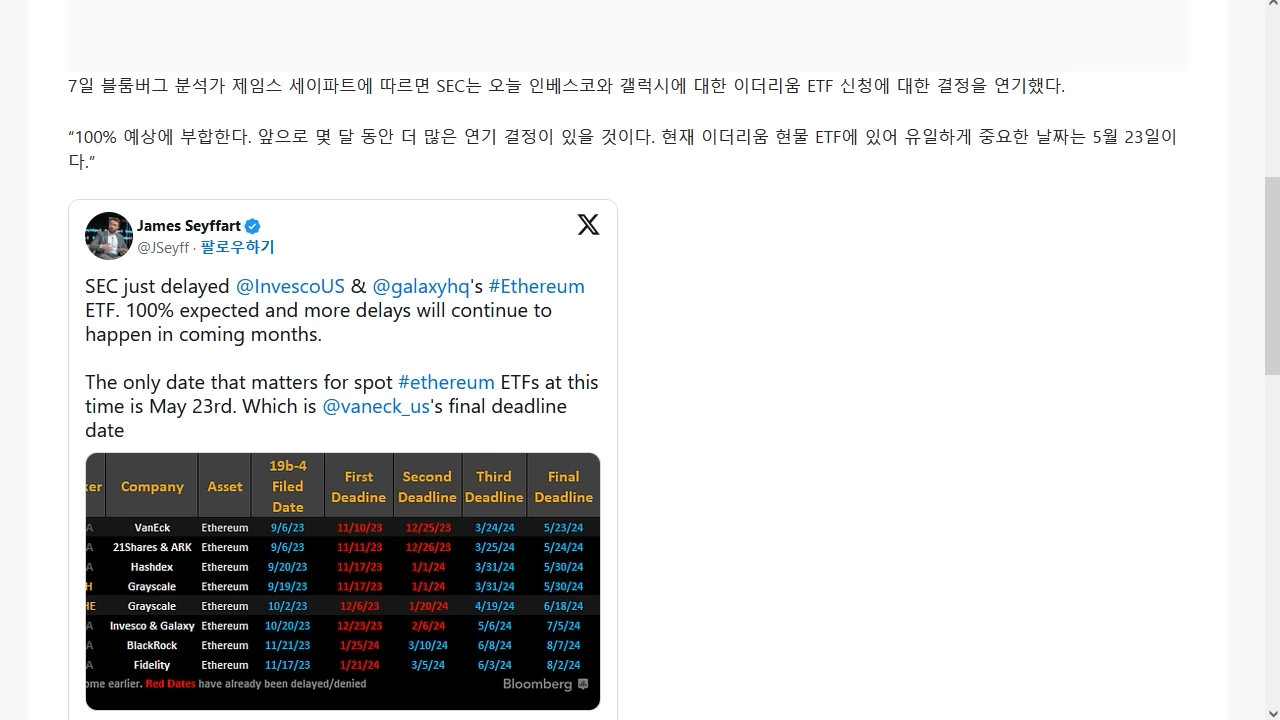 7일 블룸버그 분석가 제임스 세이파트에 따르면 SEC는 오늘 인베스코와 갤럭시에 대한 이더리움 ETF 신청에 대한 결정을 연기했다.
“100% 예상에 부합한다. 앞으로 몇 달 동안 더 많은 연기 결정이 있을 것이다. 현재 이더리움 현물 ETF에 있어 유일하게 중요한 날짜는 5월 23일이
다.”
James Seyffart
@JSeyff · 팔로우하기
SEC just delayed @InvescoUS & @galaxyhq's #Ethereum
ETF. 100% expected and more delays will continue to
happen in coming months.
The only date that matters for spot #ethereum ETFs at this
time is May 23rd. Which is @vaneck_us's final deadline
date
ker Company Asset 19b-4 Filed Date First Deadine Second Deadline Third Deadline Final Deadline
A VanEck Ethereum 9/6/23 11/10/23 12/25/23 3/24/24 5/23/24
A 21Shares & ARK Ethereum 9/6/23 11/11/23 12/26/23 3/25/24 5/24/24
A Hashdex Ethereum 9/20/23 11/17/23 1/1/24 3/31/24 5/30/24
H Grayscale Ethereum 9/19/23 11/17/23 1/1/24 3/31/24 5/30/24
HE Grayscale Ethereum 10/2/23 12/6/23 1/20/24 4/19/24 6/18/24
A Invesco & Galaxy Ethereum 10/20/23 12/23/23 2/6/24 5/6/24 7/5/24
A BlackRock Ethereum 11/21/23 1/25/24 3/10/24 6/8/24 8/7/24
A Fidelity Ethereum 11/17/23 1/21/24 3/5/24 6/3/24 8/2/24
ome earlier. Red Dates have already been delayed/denied Bloomberg